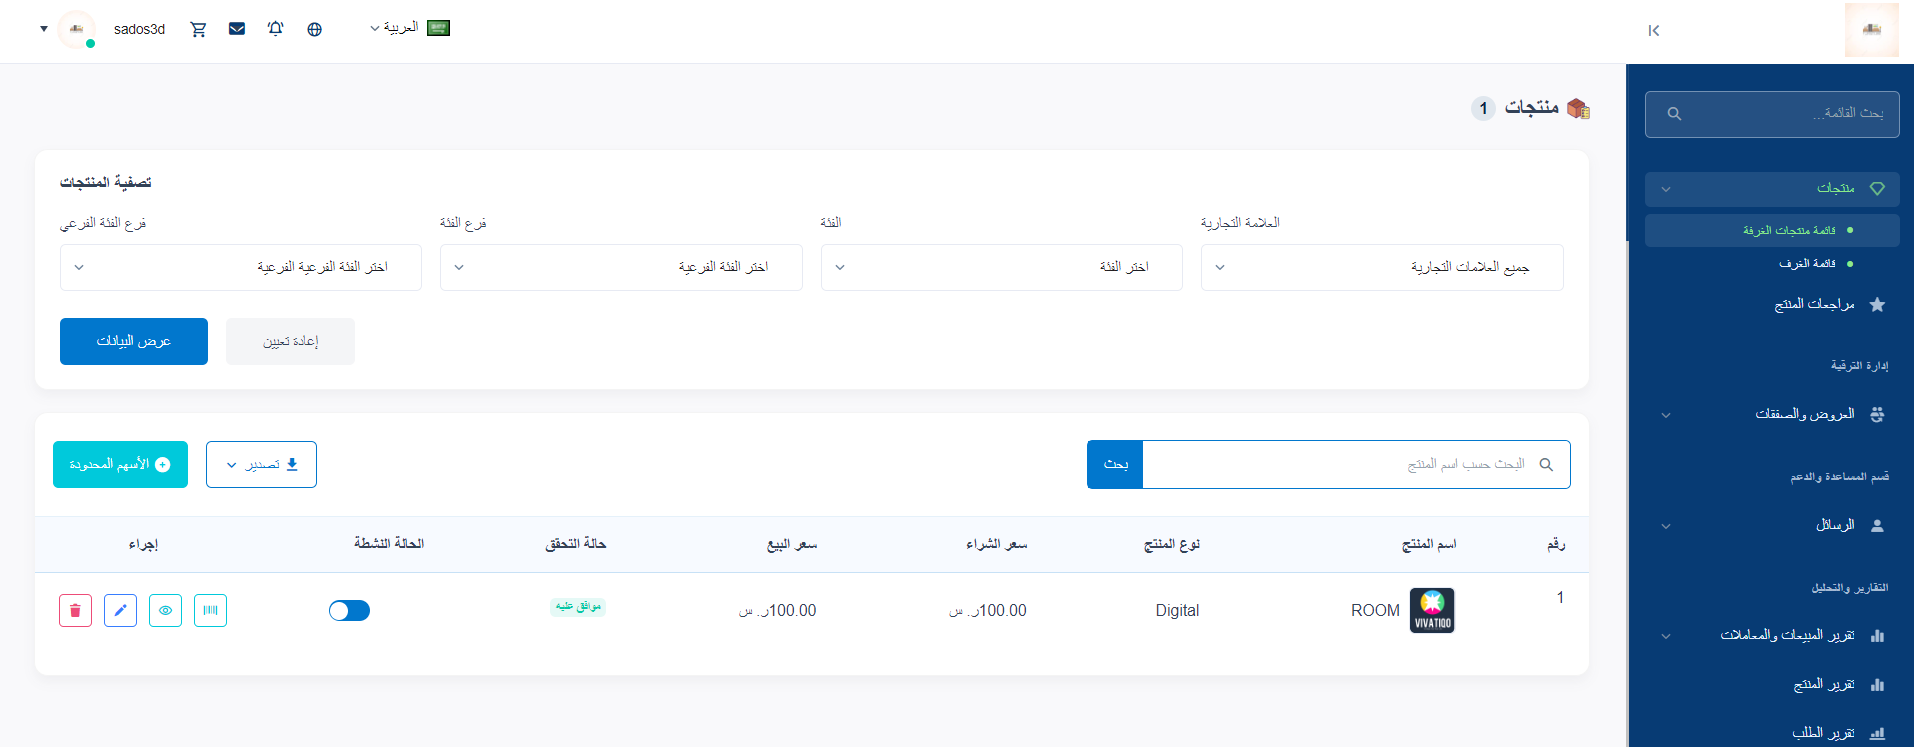 العربية
sados3d
بحث القائمة...
منتجات
قائمة منتجات الغرفة
قائمة الغرف
مراجعات المنتج
إدارة الترقية
العروض والصفقات
قسم المساعدة والدعم
الرسائل
التقارير والتحليل
تقرير المبيعات والمعاملات
تقرير المنتج
تقرير الطلب
منتجات 1
تصفية المنتجات
العلامة التجارية الفئة فرع الفئة فرع الفئة الفرعي
جميع العلامات التجارية اختر الفئة اختر الفئة الفرعية اختر الفئة الفرعية الفرعية
إعادة تعيين عرض البيانات
البحث حسب اسم المنتج بحث تصدير الأسهم المحدودة
رقم اسم المنتج نوع المنتج سعر الشراء سعر البيع حالة التحقق الحالة النشطة إجراء
1 VIVATIQO ROOM Digital 100.00ر. س 100.00ر. س موافق عليه